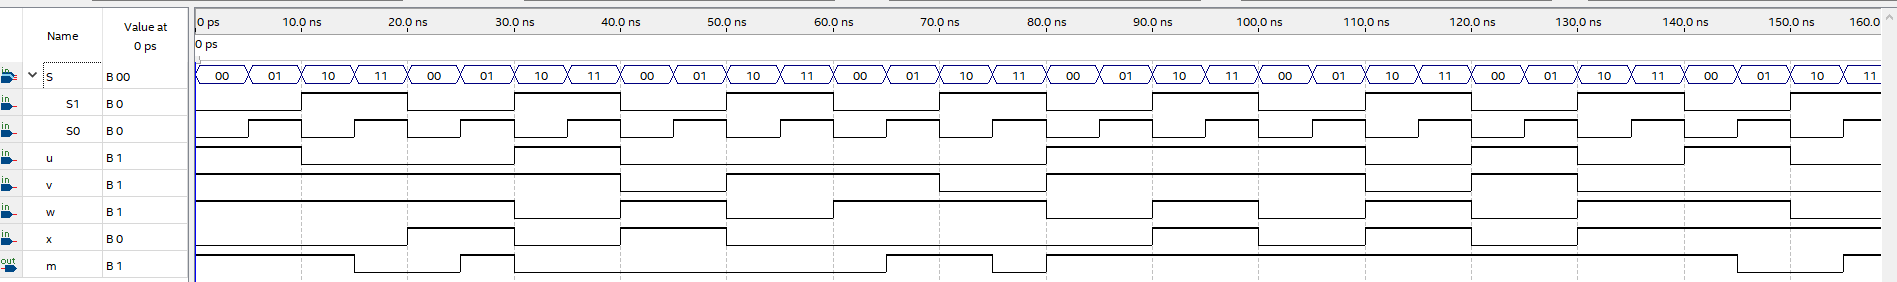 0 ps 10.0 ns 20.0 ns 30.0 ns 40.0 ns 50.0 ns 60.0 ns 70.0 ns 80.0 ns 90.0 ns 100.0 ns 110.0 ns 120.0 ns 130.0 ns 140.0 ns 150.0 ns 160.0
Name Value at
0 ps
0 ps
in S B 00 00 01 10 11 00 01 10 11 00 01 10 11 00 01 10 11 00 01 10 11 00 01 10 11 00 01 10 11 00 01 10 11
in S1 B 0
in S0 B 0
in u B 1
in v B 1
in w B 1
in x B 0
out m B 1